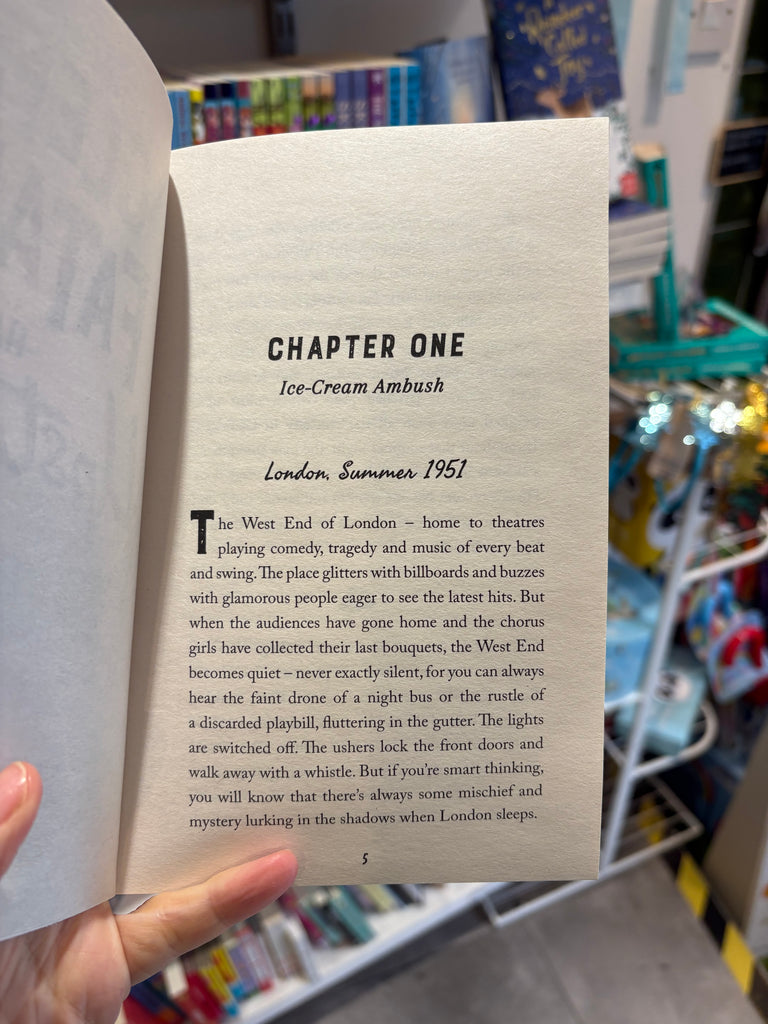 CHAPTER ONE
Ice-Cream Ambush
London, Summer 1951
The West End of London – home to theatres
playing comedy, tragedy and music of every beat
and swing. The place glitters with billboards and buzzes
with glamorous people eager to see the latest hits. But
when the audiences have gone home and the chorus
girls have collected their last bouquets, the West End
becomes quiet – never exactly silent, for you can always
hear the faint drone of a night bus or the rustle of
a discarded playbill, fluttering in the gutter. The lights
are switched off. The ushers lock the front doors and
walk away with a whistle. But if you’re smart thinking,
you will know that there’s always some mischief and
mystery lurking in the shadows when London sleeps.
5